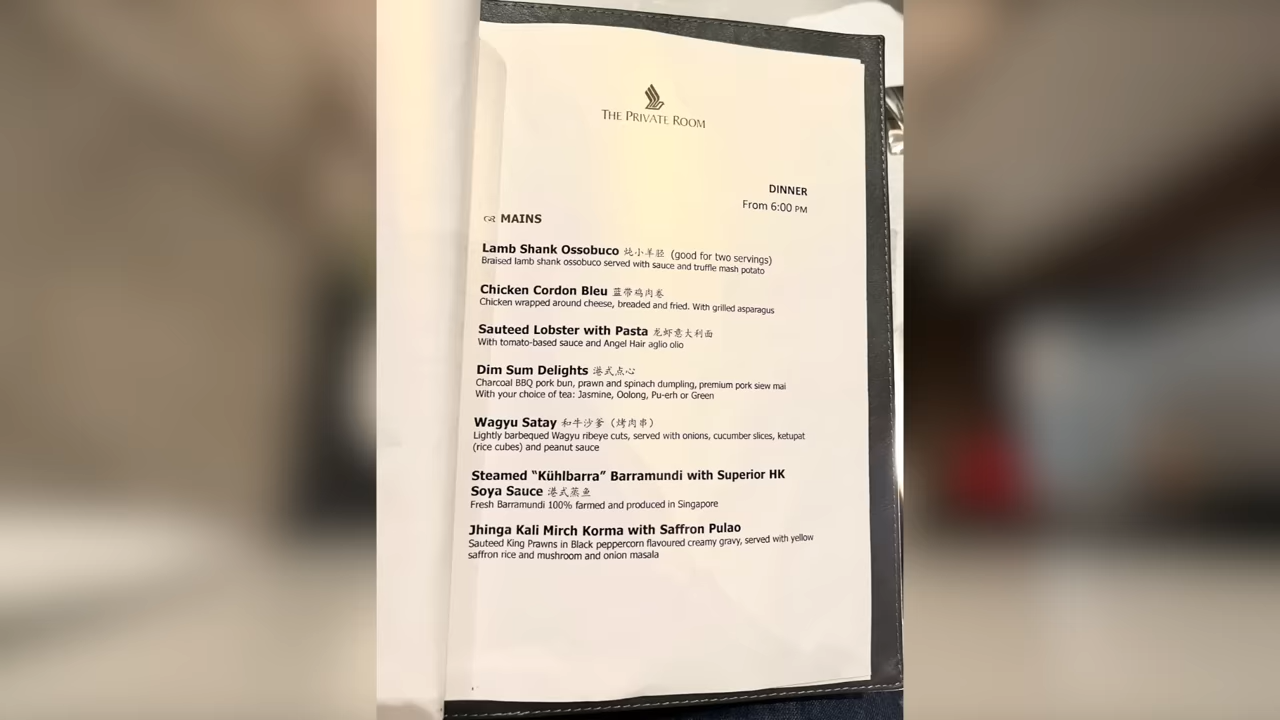 THE PRIVATE ROOM
DINNER
From 6:00 PM
MAINS
Lamb Shank Ossobuco 炖小羊胫 (good for two servings)
Braised lamb shank ossobuco served with sauce and truffle mash potato
Chicken Cordon Bleu 蓝带鸡肉卷
Chicken wrapped around cheese, breaded and fried. With grilled asparagus
Sauteed Lobster with Pasta 龙虾意大利面
With tomato-based sauce and Angel Hair aglio olio
Dim Sum Delights 港式点心
Charcoal BBQ pork bun, prawn and spinach dumpling, premium pork siew mai
With your choice of tea: Jasmine, Oolong, Pu-erh or Green
Wagyu Satay 和牛沙爹 (烤肉串)
Lightly barbequed Wagyu ribeye cuts, served with onions, cucumber slices, ketupat
(rice cubes) and peanut sauce
Steamed “Kühlbarra” Barramundi with Superior HK
Soya Sauce 港式蒸鱼
Fresh Barramundi 100% farmed and produced in Singapore
Jhinga Kali Mirch Korma with Saffron Pulao
Sauteed King Prawns in Black peppercorn flavoured creamy gravy, served with yellow
saffron rice and mushroom and onion masala